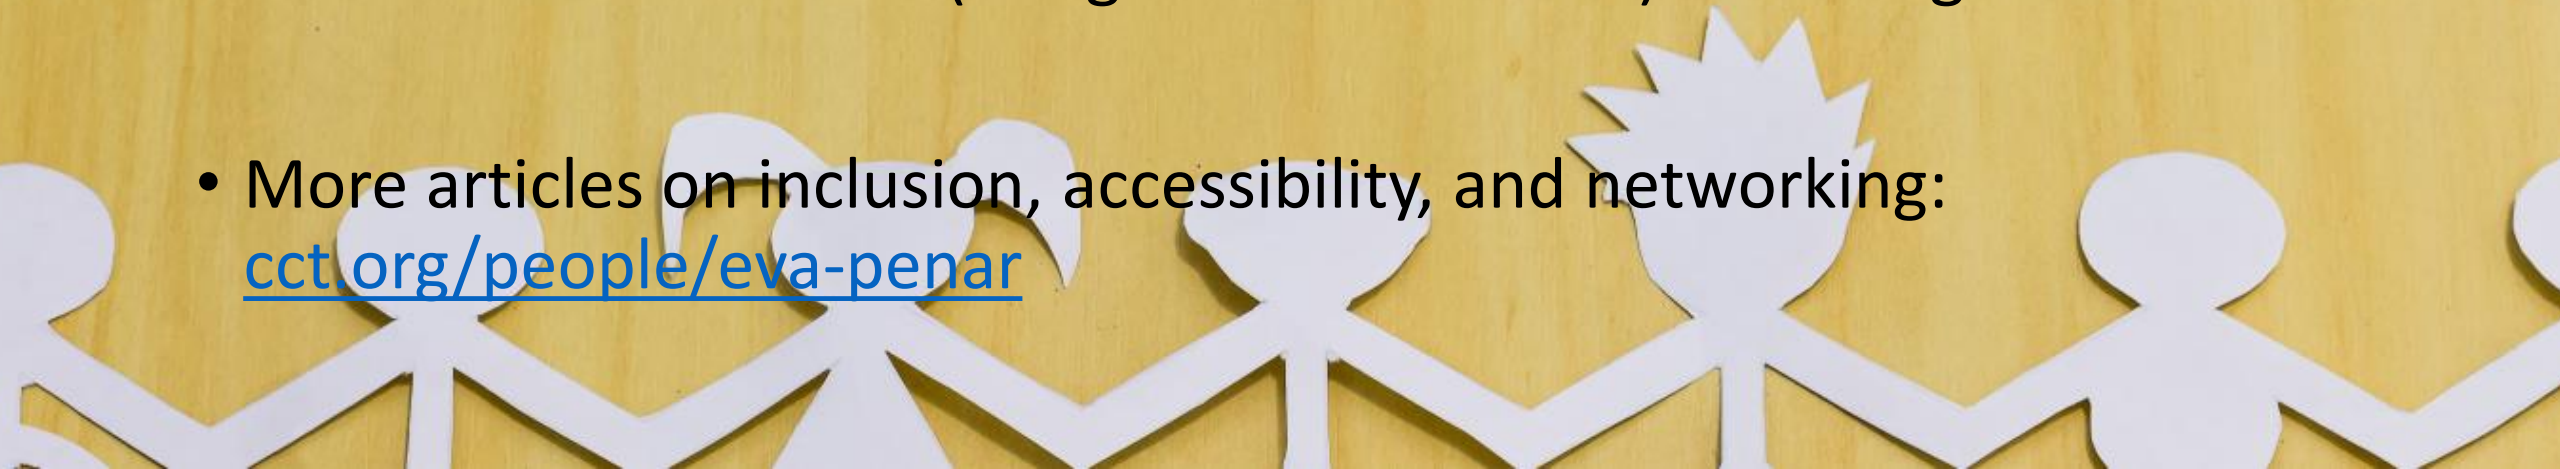 • More articles on inclusion, accessibility, and networking:
cct.org/people/eva-penar